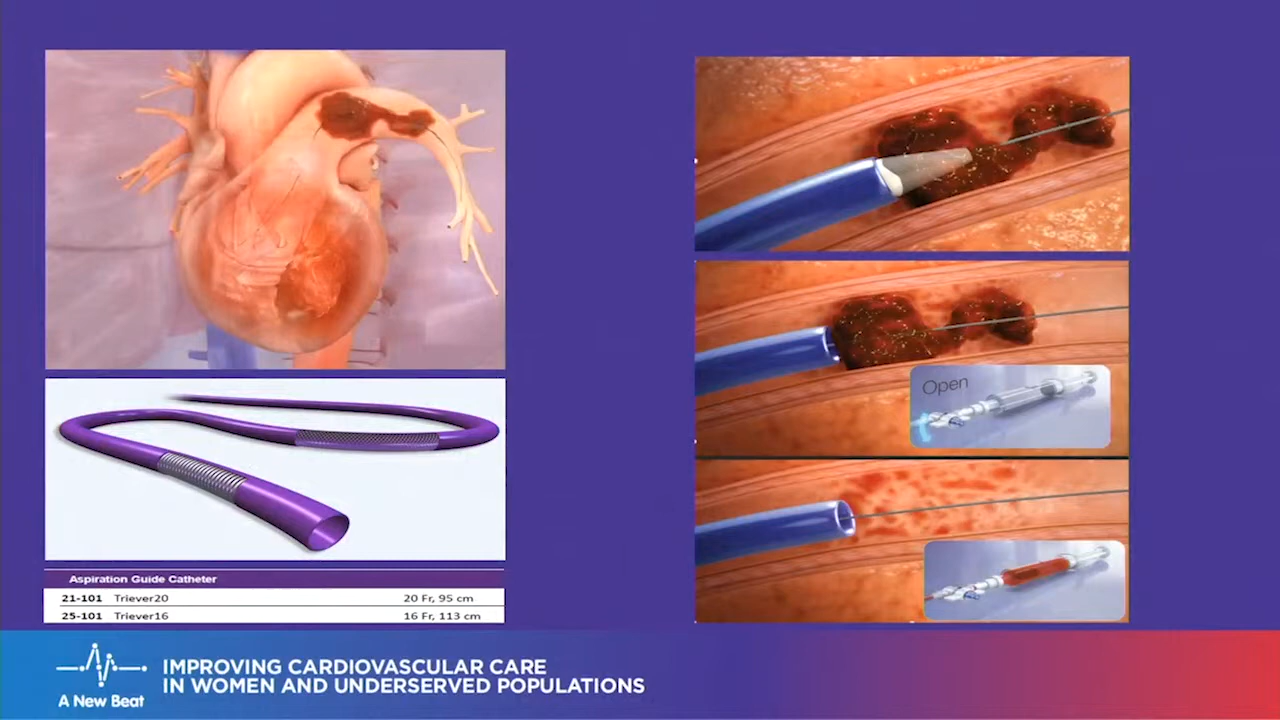 Open
Aspiration Guide Catheter
21-101 Triever20 20 Fr, 95 cm
25-101 Triever16 16 Fr, 113 cm
A New Beat
IMPROVING CARDIOVASCULAR CARE
IN WOMEN AND UNDERSERVED POPULATIONS